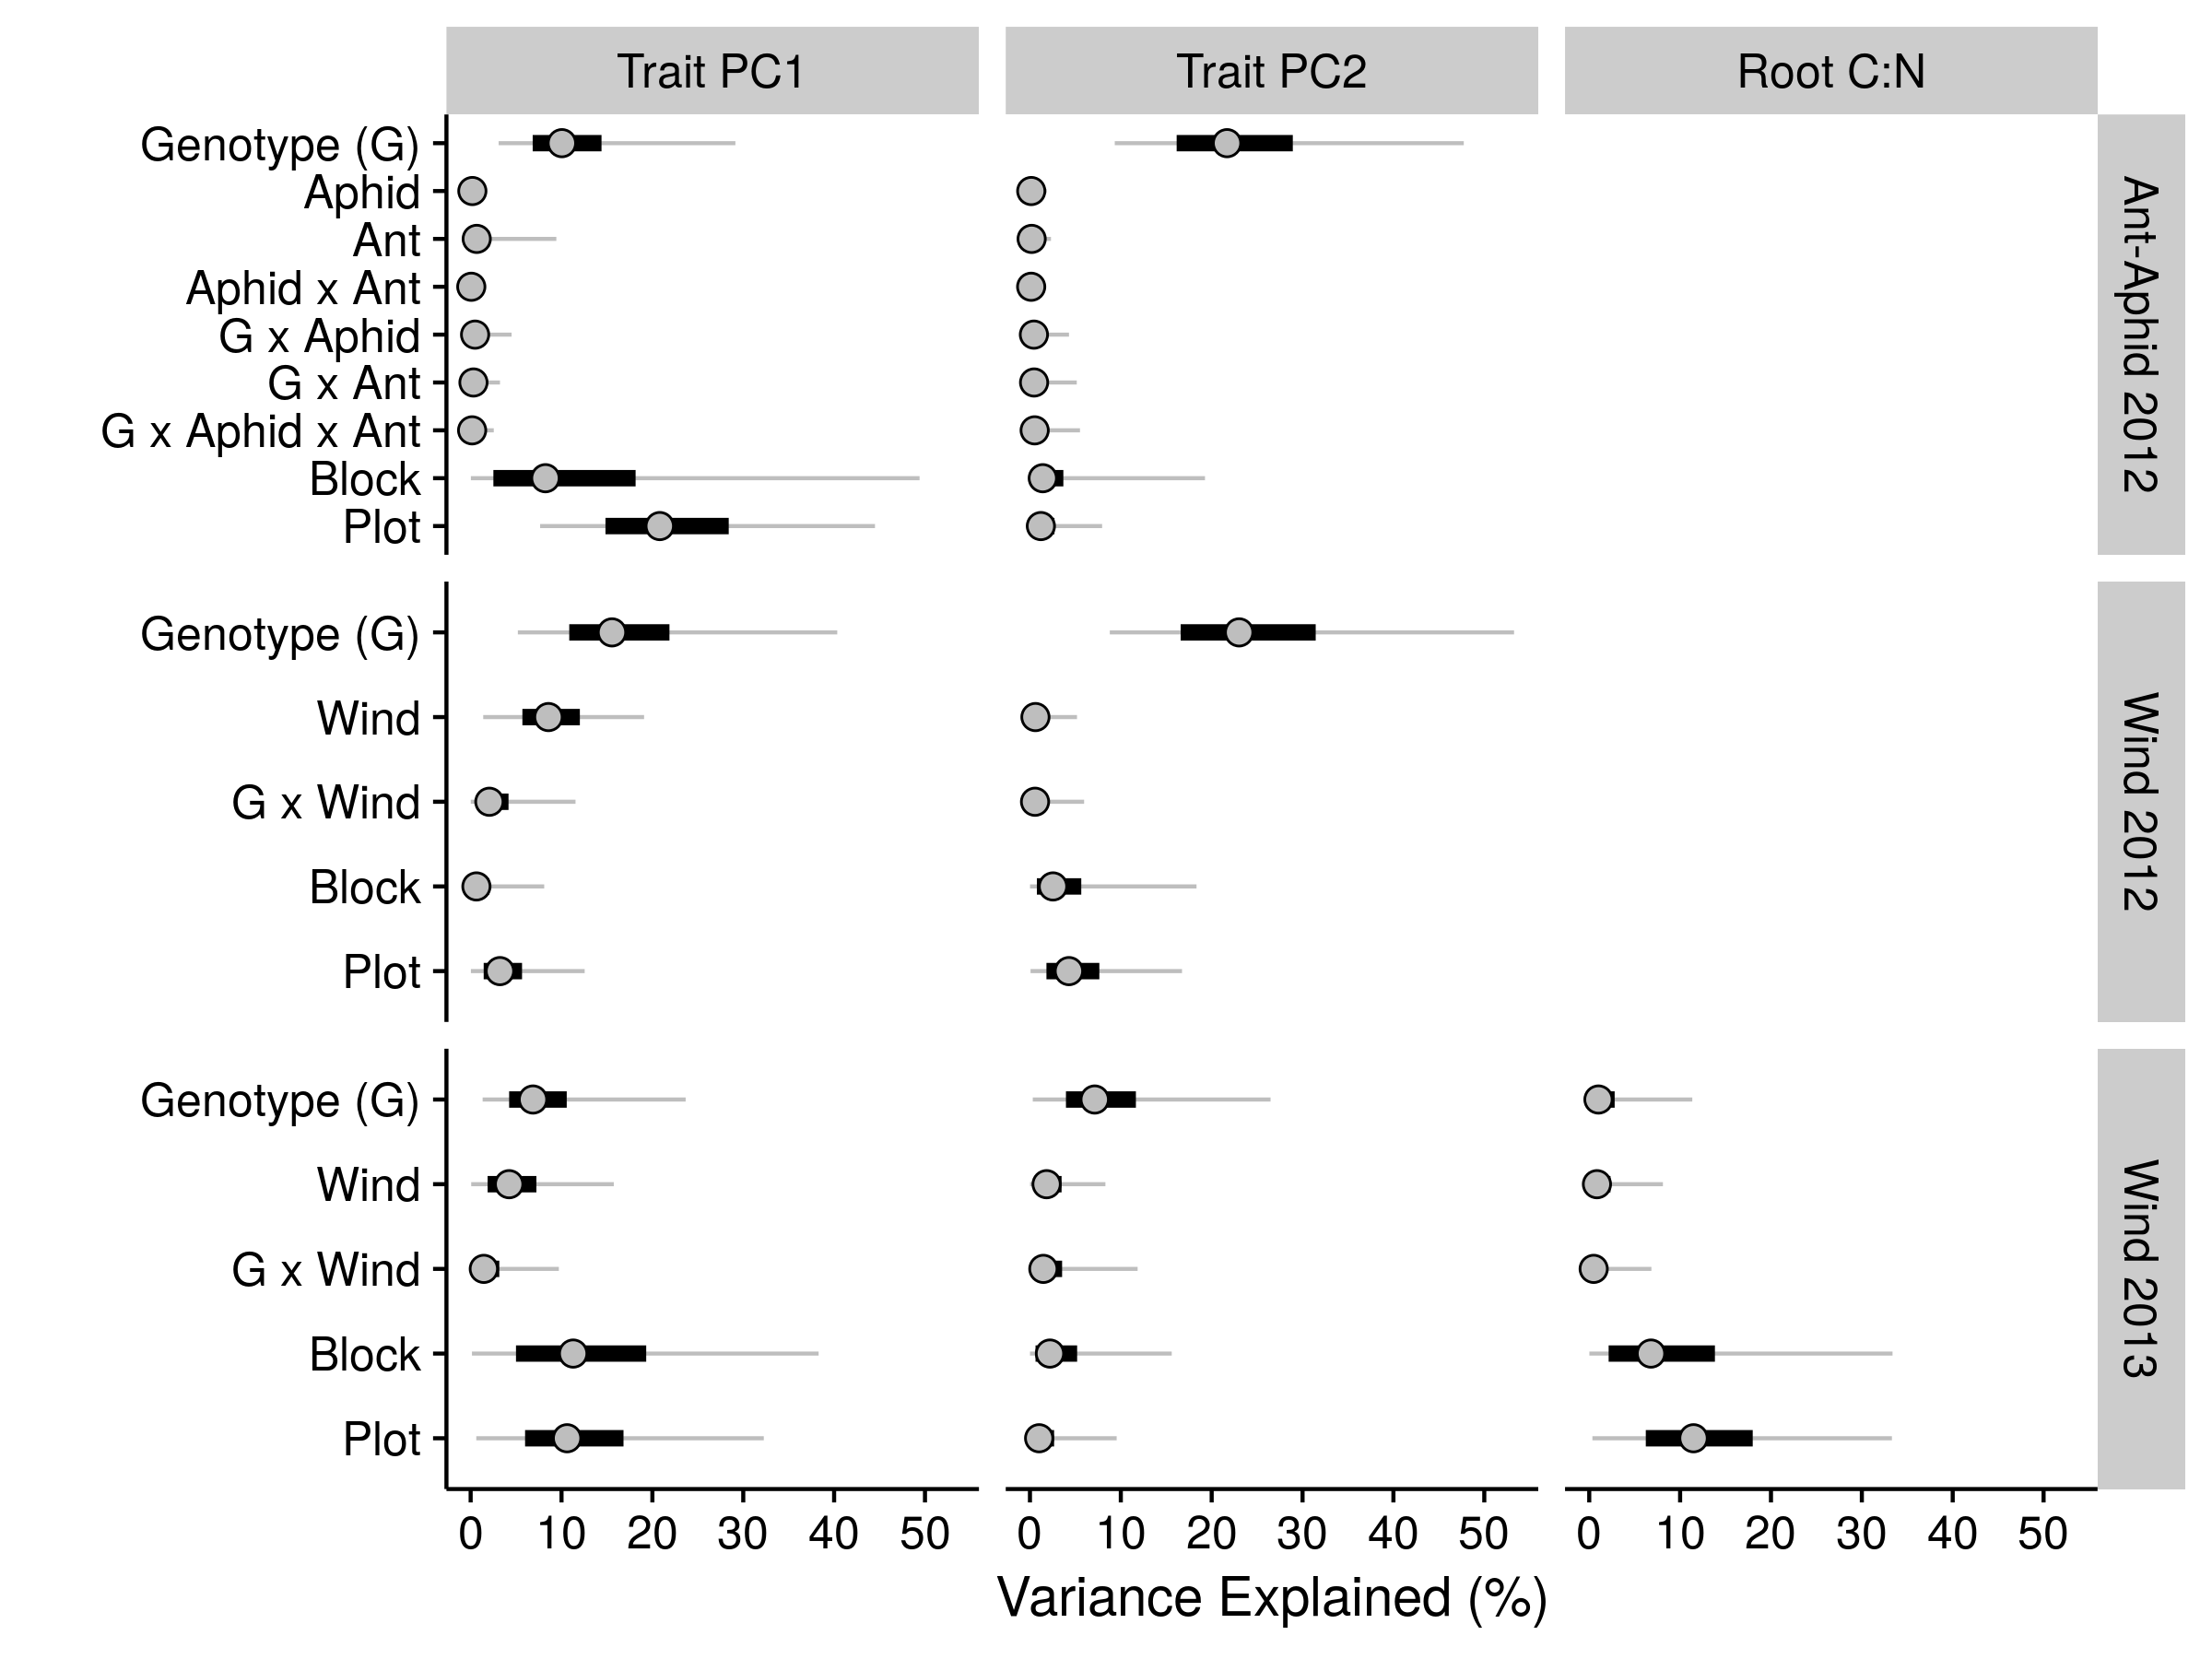 Trait PC1 Trait PC2 Root C:N
Genotype (G)
Aphid
Ant
Aphid x Ant
G x Aphid
G x Ant
G x Aphid x Ant
Block
Plot
Ant-Aphid 2012
Genotype (G)
Wind
G x Wind
Block
Plot
Wind 2012
Genotype (G)
Wind
G x Wind
Block
Plot
Wind 2013
0 10 20 30 40 50 0 10 20 30 40 50 0 10 20 30 40 50
Variance Explained (%)